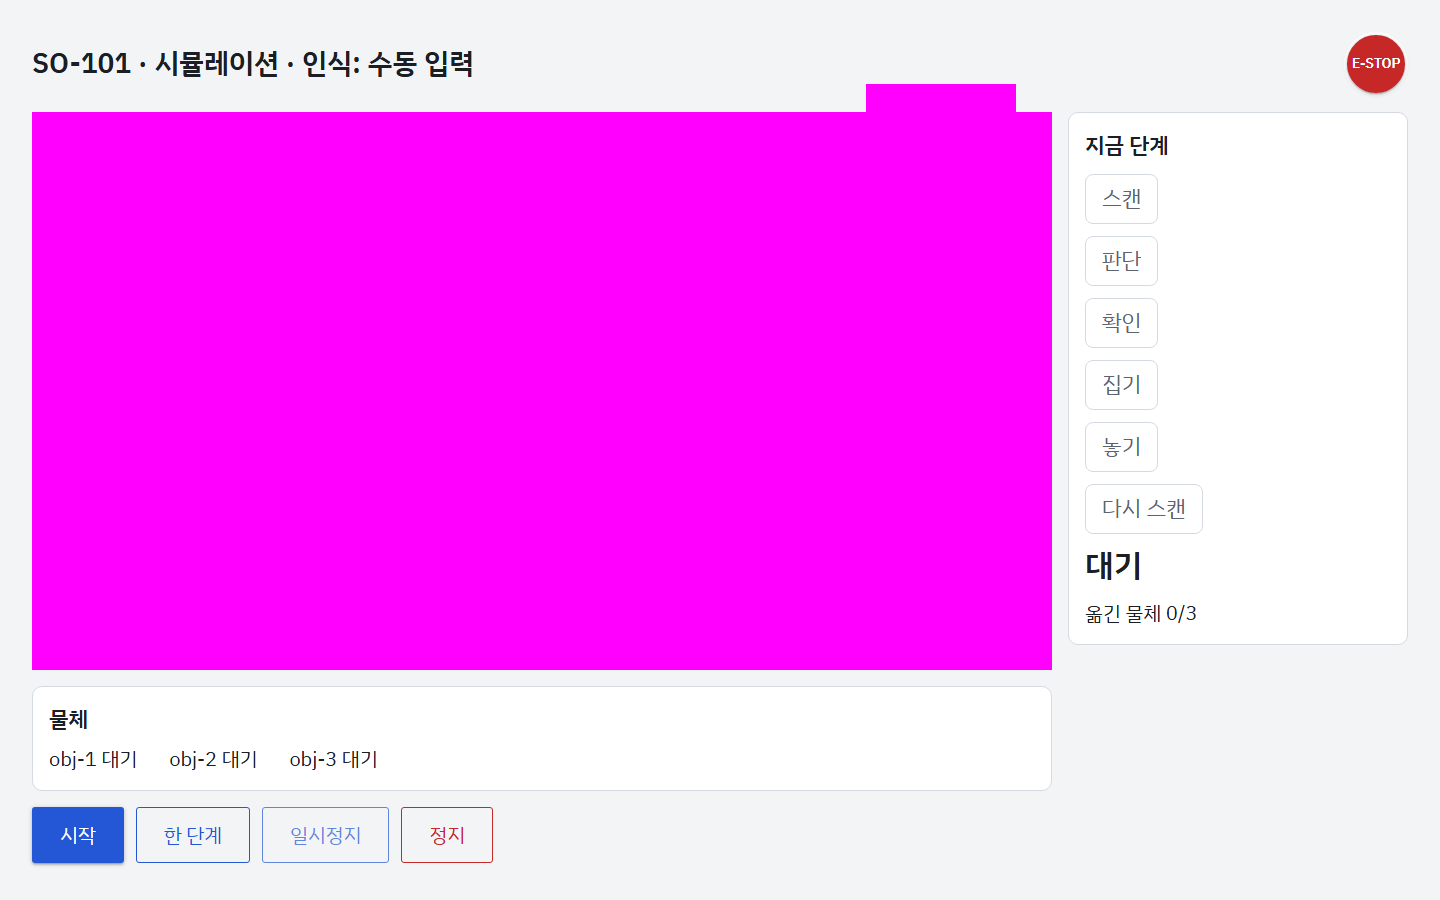 SO-101 · 시뮬레이션 · 인식: 수동 입력
E-STOP
지금 단계
스캔
판단
확인
집기
놓기
다시 스캔
대기
옮긴 물체 0/3
물체
obj-1 대기 obj-2 대기 obj-3 대기
시작 한 단계 일시정지 정지